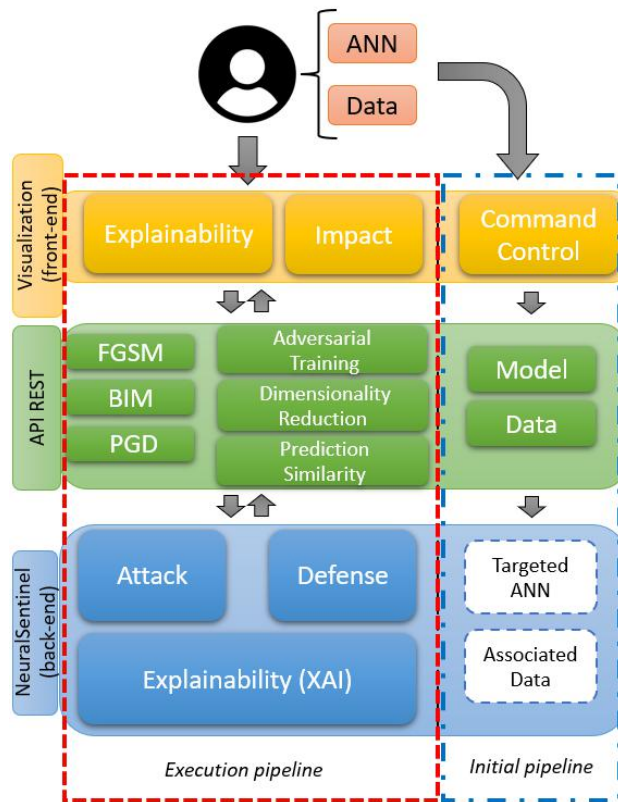 ANN
Data
Visualization
(front-end)
Explainability
Impact
Command
Control
API REST
FGSM
BIM
PGD
Adversarial
Training
Dimensionality
Reduction
Prediction
Similarity
Model
Data
NeuralSentinel
(back-end)
Attack
Defense
Explainability (XAI)
Targeted
ANN
Associated
Data
Execution pipeline
Initial pipeline